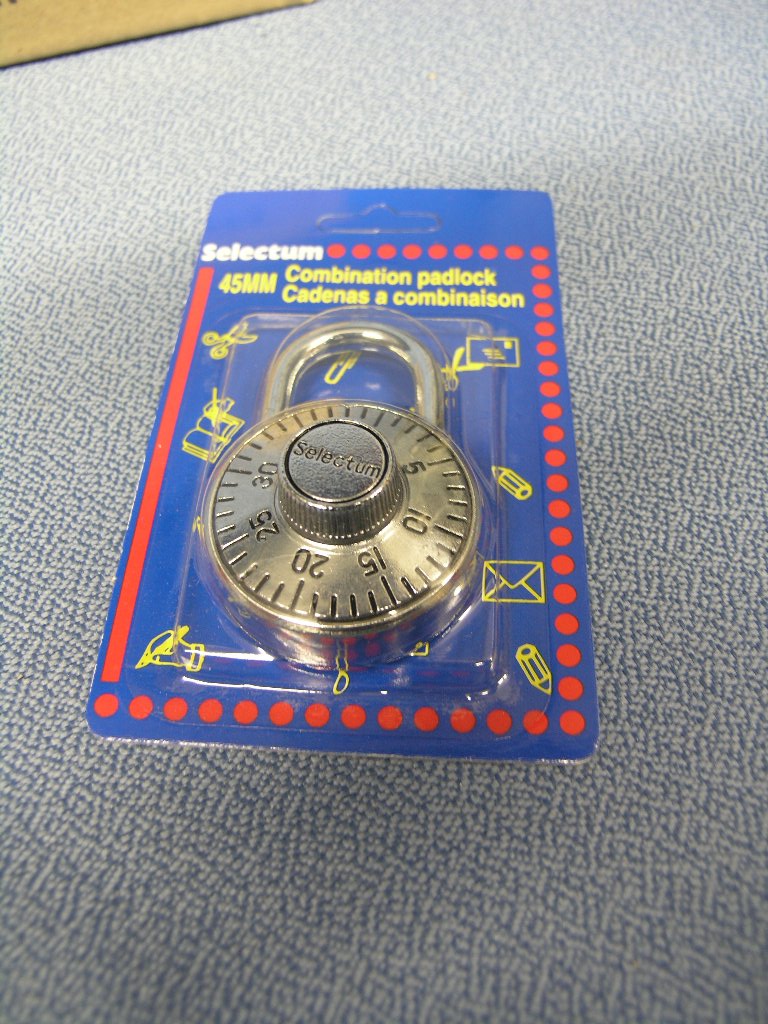 Selectum
45MM Combination padlock
Cadenas a combinaison
Selectum
5
10
15
20
25
30